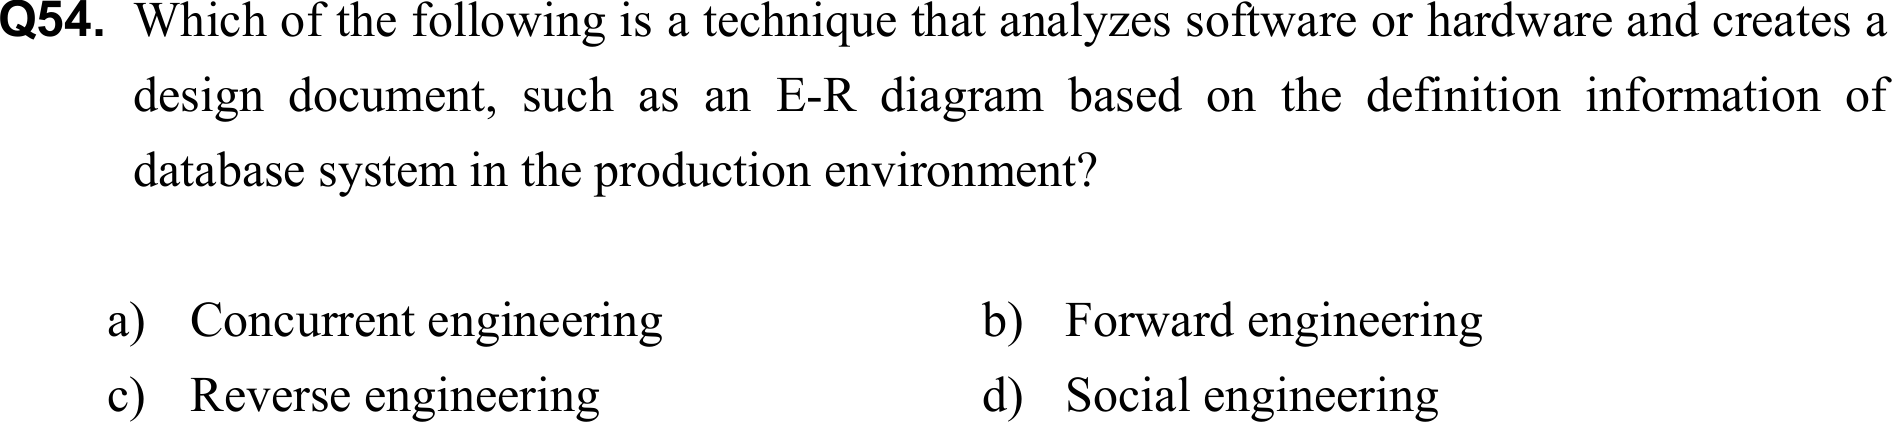 Q54. Which of the following is a technique that analyzes software or hardware and creates a
design document, such as an E-R diagram based on the definition information of
database system in the production environment?
a) Concurrent engineering b) Forward engineering
c) Reverse engineering d) Social engineering